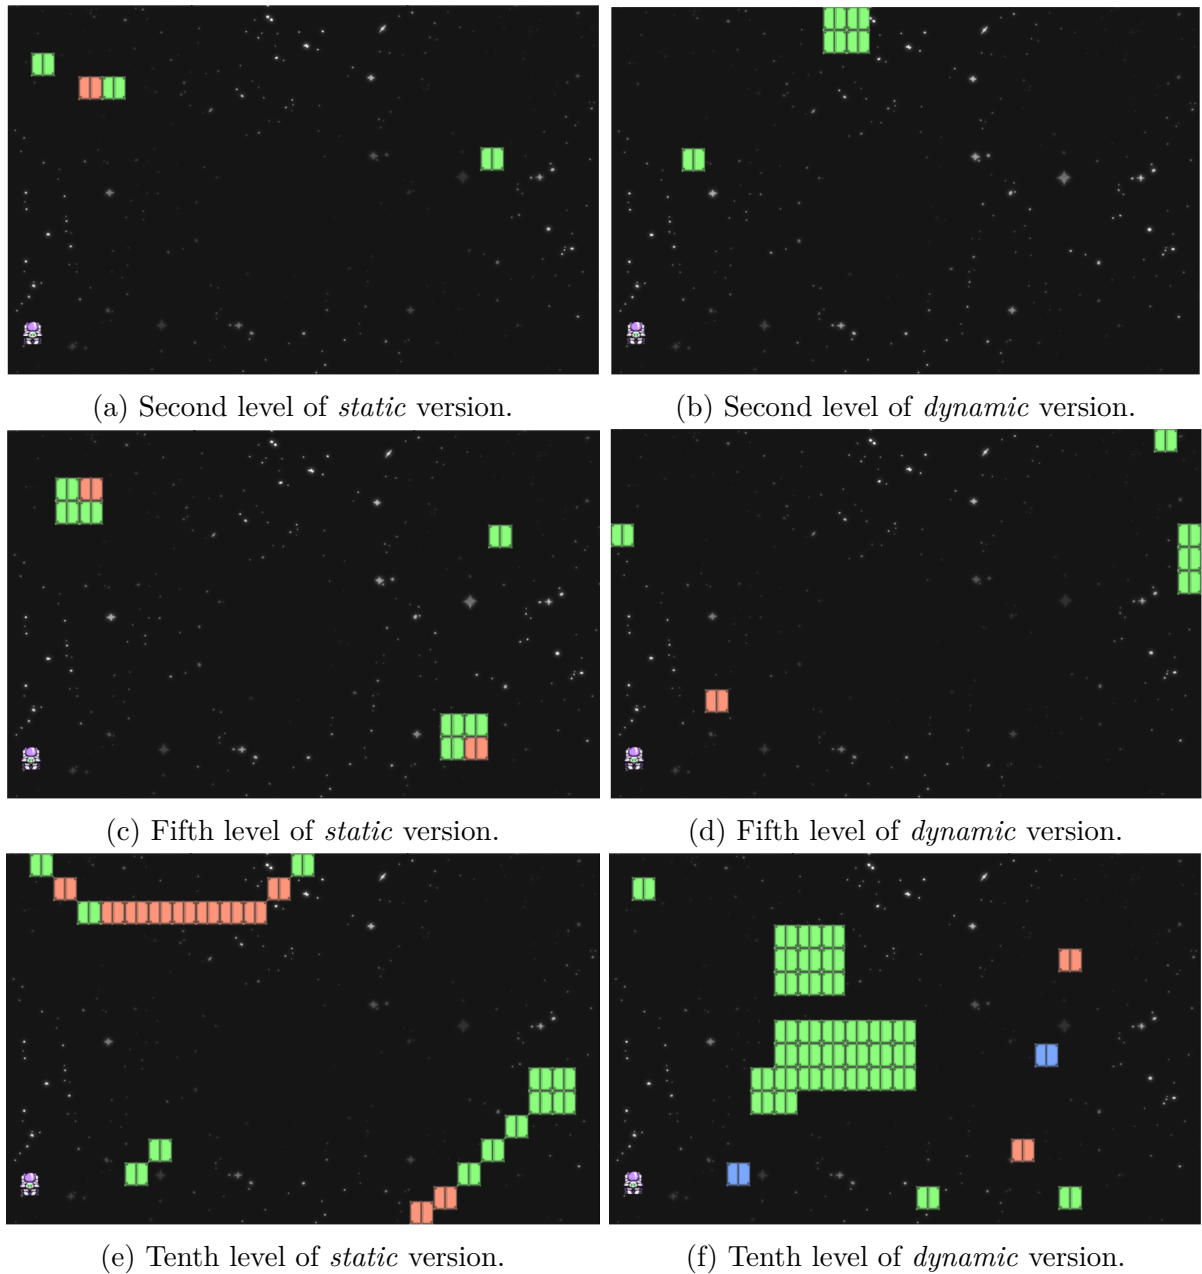 (a) Second level of static version.
(b) Second level of dynamic version.
(c) Fifth level of static version.
(d) Fifth level of dynamic version.
(e) Tenth level of static version.
(f) Tenth level of dynamic version.